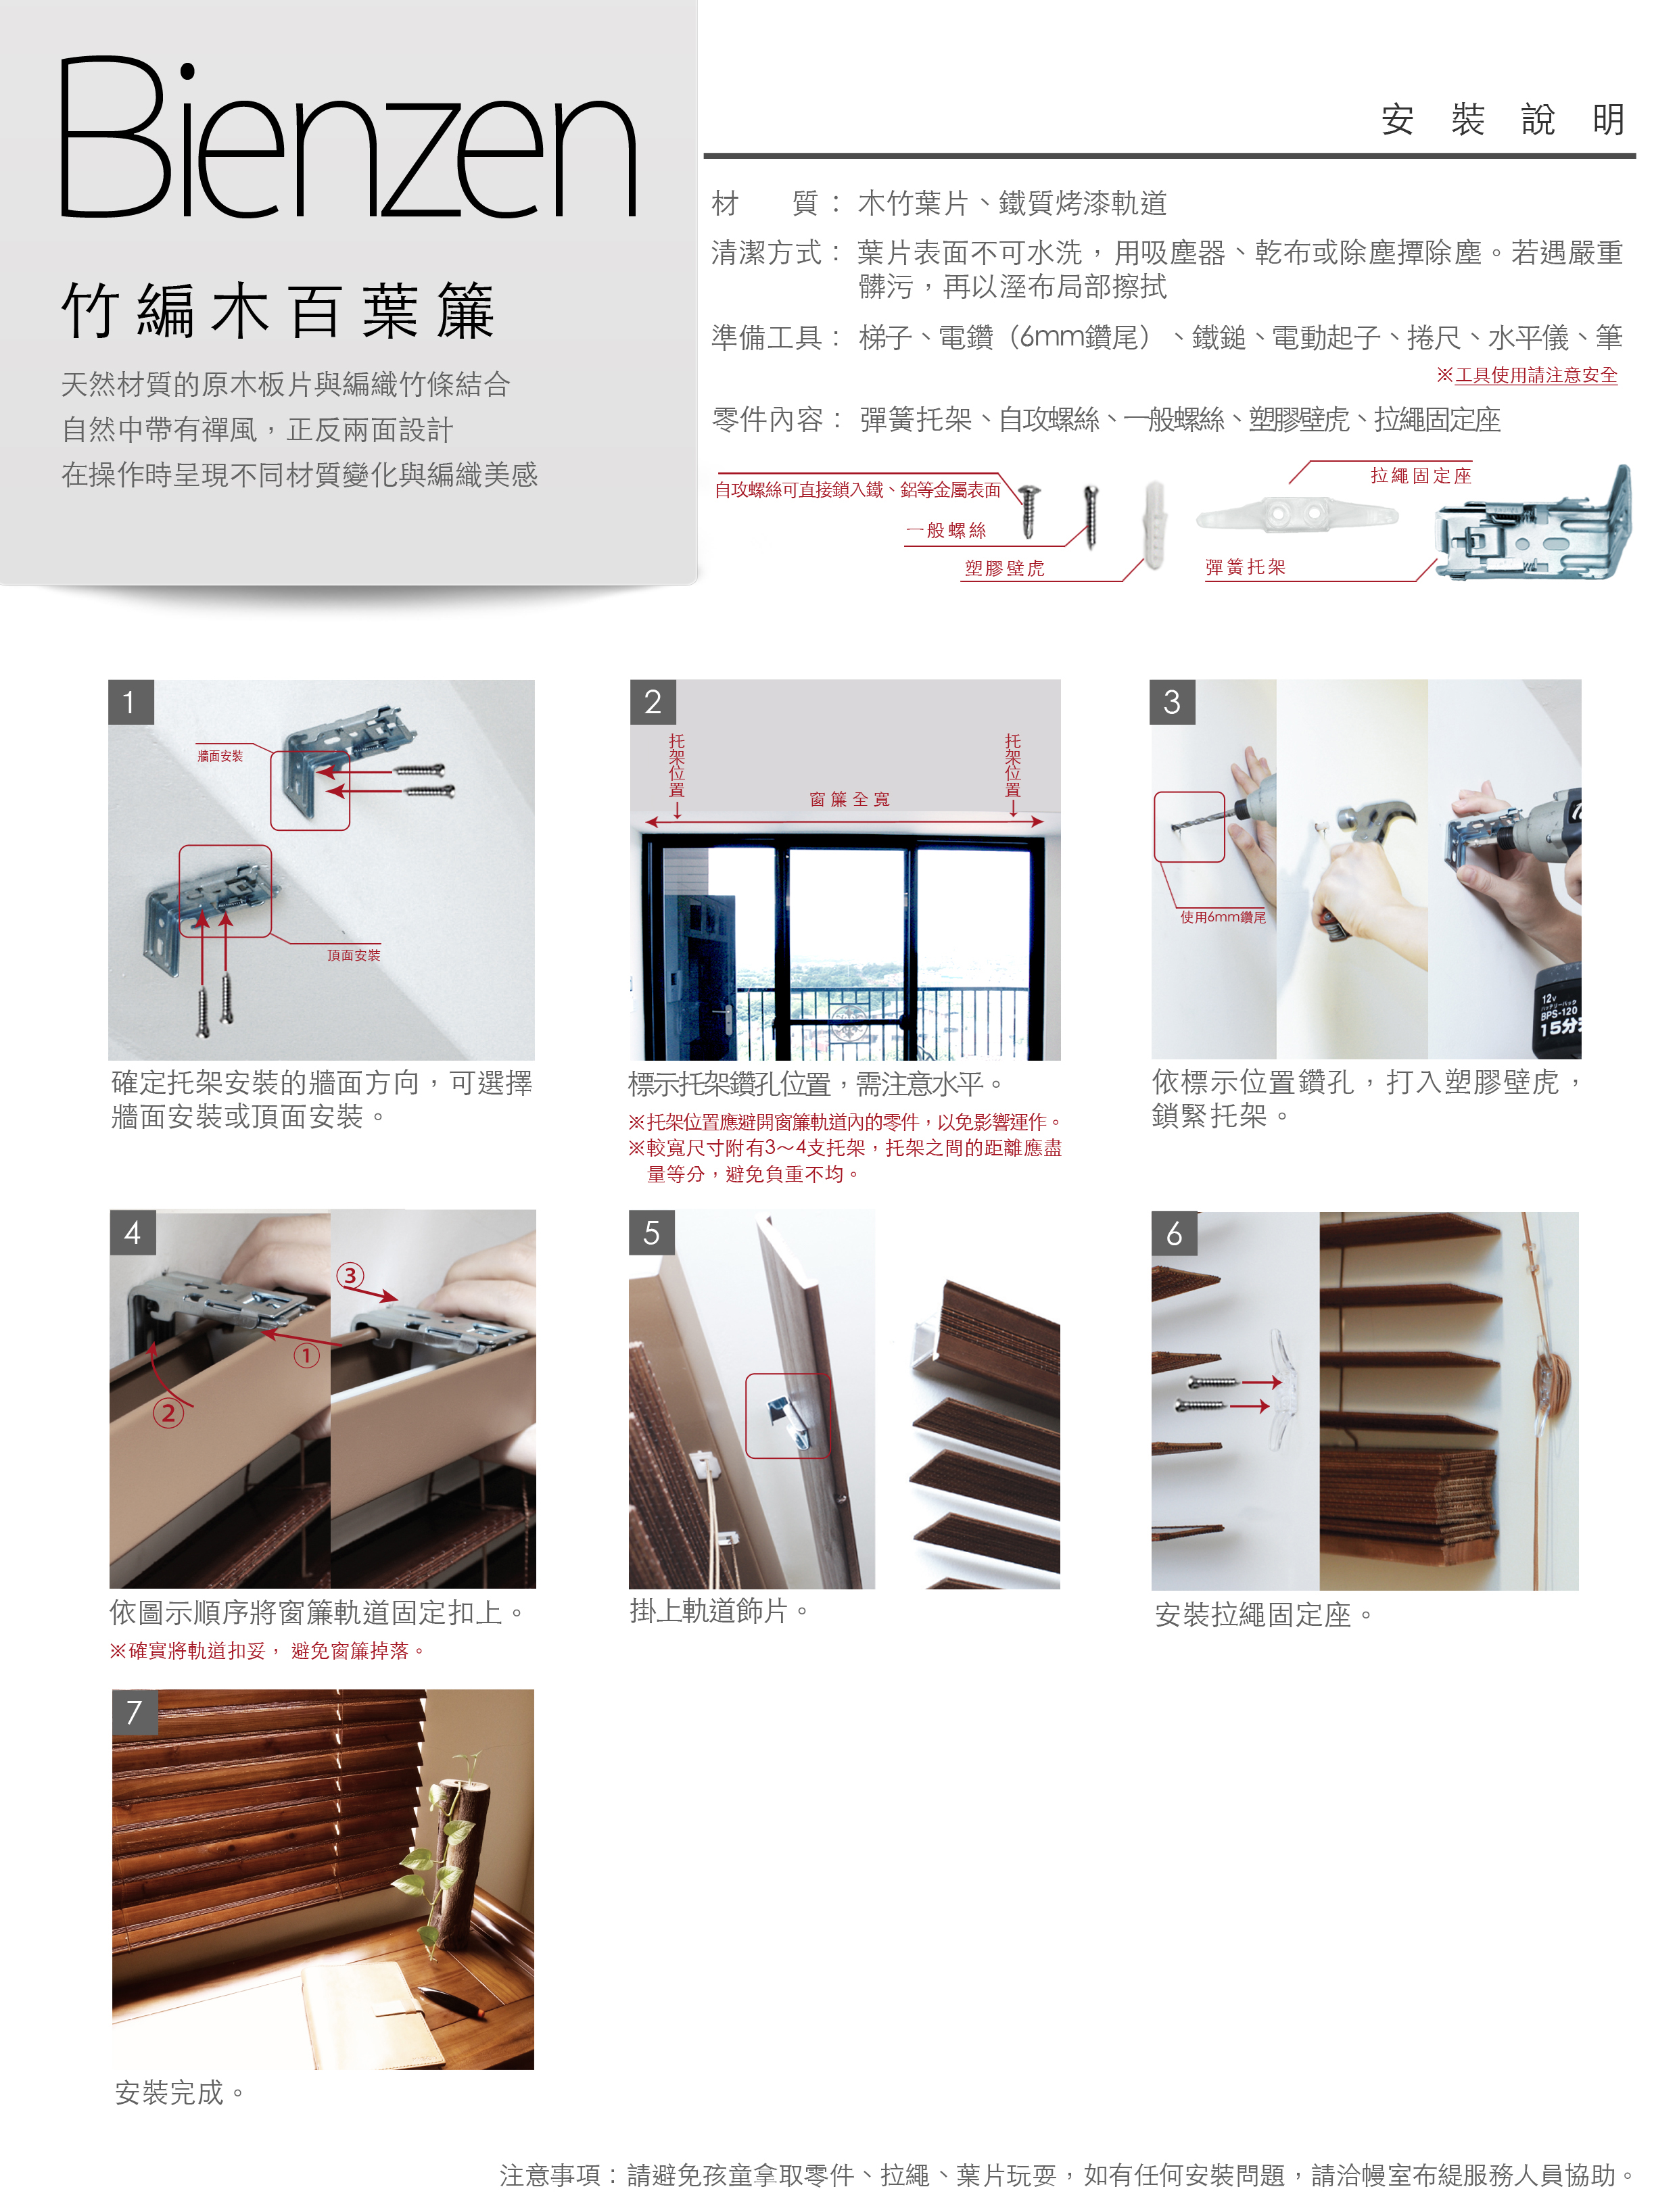 Bienzen
竹編木百葉簾
天然材質的原木板片與編織竹條結合
自然中帶有禪風，正反兩面設計
在操作時呈現不同材質變化與編織美感
安裝說明
材質：木竹葉片、鐵質烤漆軌道
清潔方式：葉片表面不可水洗，用吸塵器、乾布或除塵撢除塵。若遇嚴重
髒污，再以溼布局部擦拭
準備工具：梯子、電鑽（6mm鑽尾）、鐵鎚、電動起子、捲尺、水平儀、筆
※工具使用請注意安全
零件內容：彈簧托架、自攻螺絲、一般螺絲、塑膠壁虎、拉繩固定座
自攻螺絲可直接鎖入鐵、鋁等金屬表面
一般螺絲
塑膠壁虎
拉繩固定座
彈簧托架
1
牆面安裝
頂面安裝
確定托架安裝的牆面方向，可選擇
牆面安裝或頂面安裝。
2
托架位置
托架位置
窗簾全寬
標示托架鑽孔位置，需注意水平。
※托架位置應避開窗簾軌道內的零件，以免影響運作。
※較寬尺寸附有3～4支托架，托架之間的距離應盡
量等分，避免負重不均。
3
使用6mm鑽尾
12v
バッテリーパック
BPS-120
15分
依標示位置鑽孔，打入塑膠壁虎，
鎖緊托架。
4
③
①
②
依圖示順序將窗簾軌道固定扣上。
※確實將軌道扣妥， 避免窗簾掉落。
5
掛上軌道飾片。
6
安裝拉繩固定座。
7
安裝完成。
注意事項：請避免孩童拿取零件、拉繩、葉片玩耍，如有任何安裝問題，請洽幔室布緹服務人員協助。